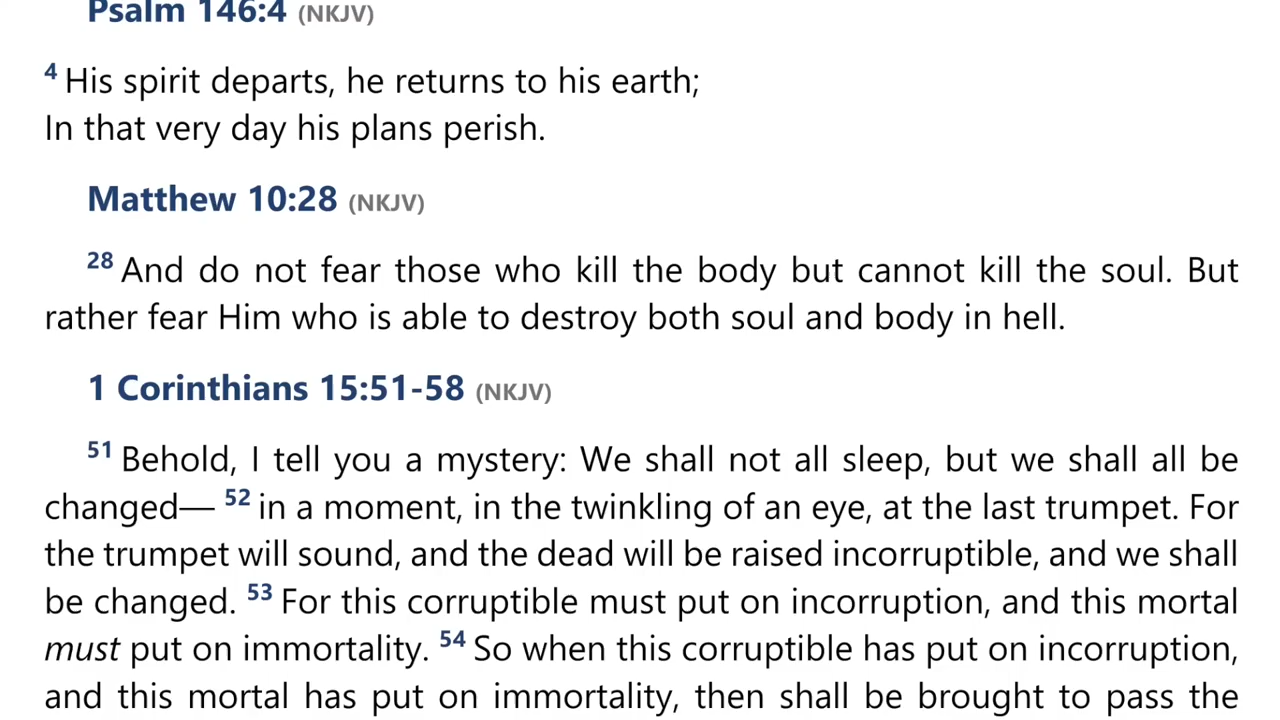 Psalm 146:4 (NKJV)
4 His spirit departs, he returns to his earth;
In that very day his plans perish.
Matthew 10:28 (NKJV)
28 And do not fear those who kill the body but cannot kill the soul. But
rather fear Him who is able to destroy both soul and body in hell.
1 Corinthians 15:51-58 (NKJV)
51 Behold, I tell you a mystery: We shall not all sleep, but we shall all be
changed— 52 in a moment, in the twinkling of an eye, at the last trumpet. For
the trumpet will sound, and the dead will be raised incorruptible, and we shall
be changed. 53 For this corruptible must put on incorruption, and this mortal
must put on immortality. 54 So when this corruptible has put on incorruption,
and this mortal has put on immortality, then shall be brought to pass the